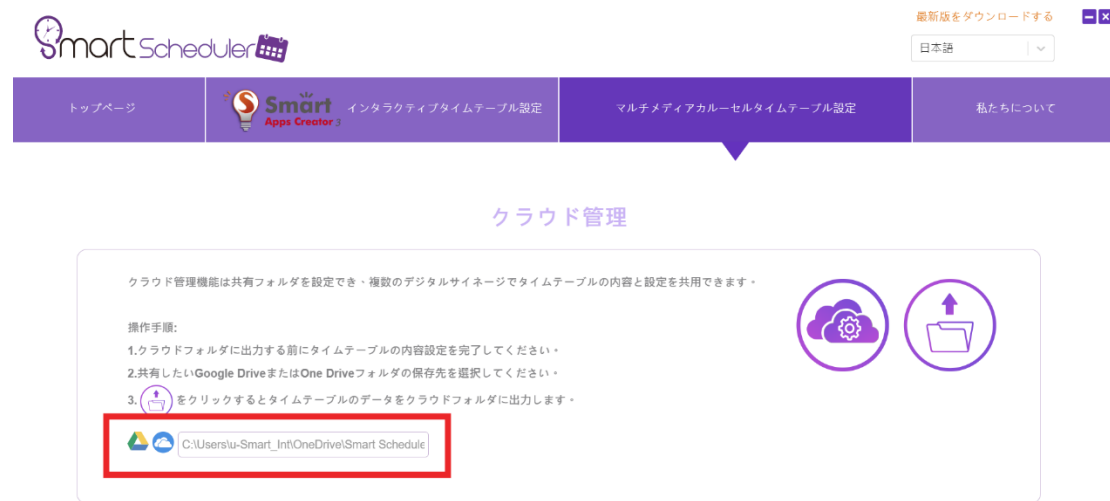 最新版をダウンロードする
Smart Scheduler
日本語
トップページ
Smart Apps Creator 3
インタラクティブタイムテーブル設定
マルチメディアカルーセルタイムテーブル設定
私たちについて
クラウド管理
クラウド管理機能は共有フォルダを設定でき、複数のデジタルサイネージでタイムテーブルの内容と設定を共用できます。
操作手順:
1.クラウドフォルダに出力する前にタイムテーブルの内容設定を完了してください。
2.共有したいGoogle DriveまたはOne Driveフォルダの保存先を選択してください。
3. をクリックするとタイムテーブルのデータをクラウドフォルダに出力します。
C:\Users\u-Smart_Int\OneDrive\Smart Schedule